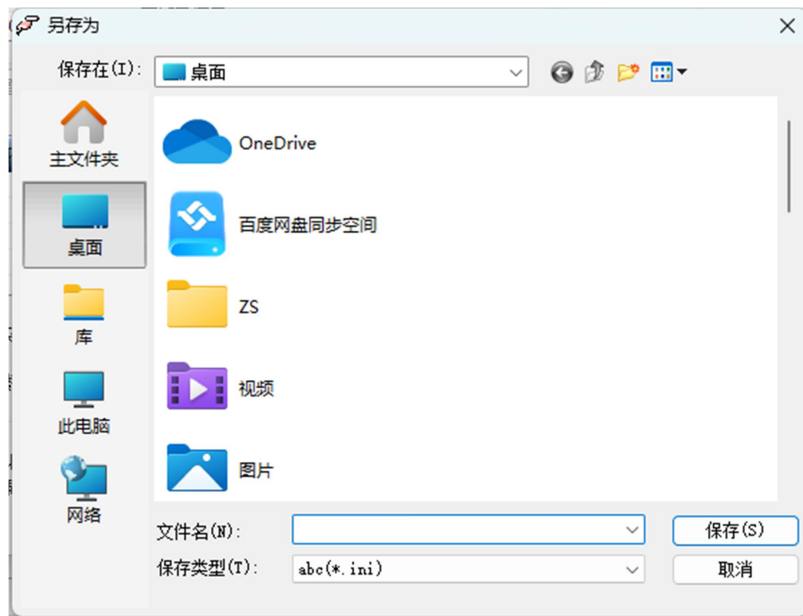 另存为
保存在(I):
桌面
主文件夹
桌面
库
此电脑
网络
OneDrive
百度网盘同步空间
ZS
视频
图片
文件名(N):
保存(S)
保存类型(T):
abc(*.ini)
取消